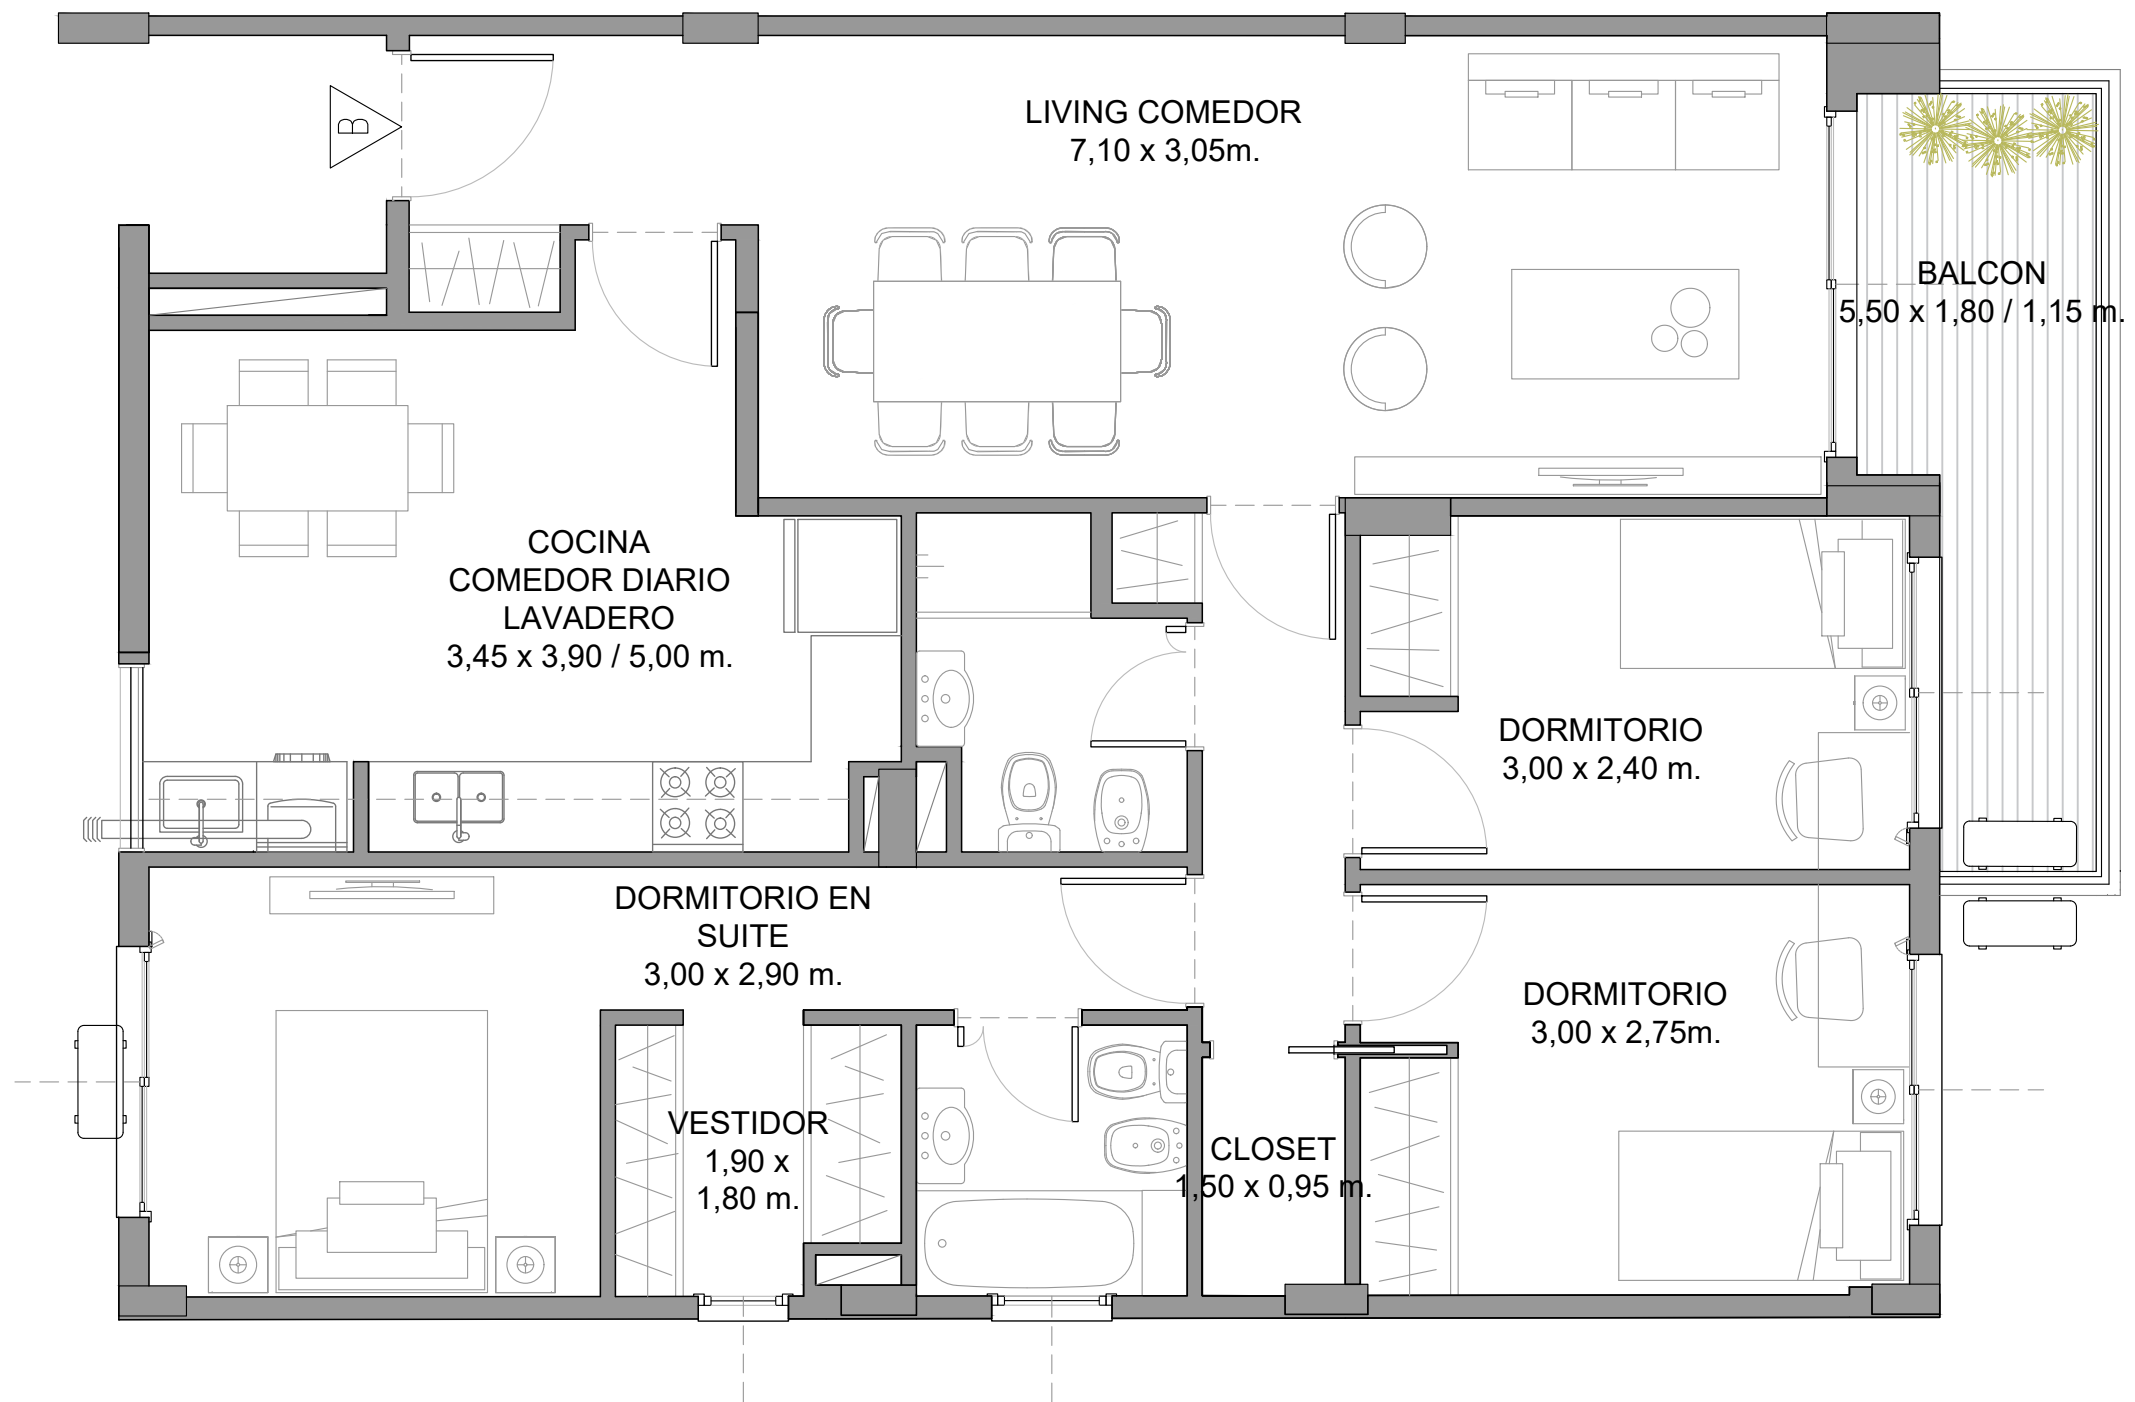 B
LIVING COMEDOR
7,10 x 3,05m.
BALCON
5,50 x 1,80 / 1,15 m.
COCINA
COMEDOR DIARIO
LAVADERO
3,45 x 3,90 / 5,00 m.
DORMITORIO
3,00 x 2,40 m.
DORMITORIO EN
SUITE
3,00 x 2,90 m.
DORMITORIO
3,00 x 2,75m.
VESTIDOR
1,90 x
1,80 m.
CLOSET
1,50 x 0,95 m.